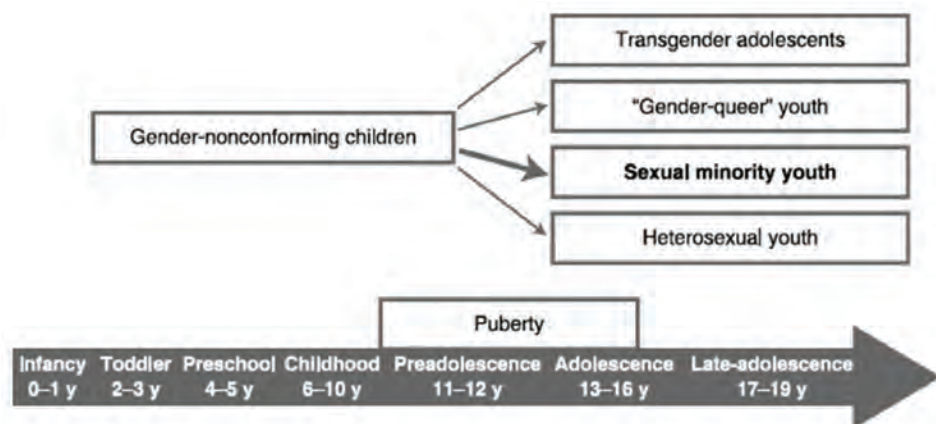 Transgender adolescents
Gender-nonconforming children
"Gender-queer" youth
Sexual minority youth
Heterosexual youth
Puberty
Infancy Toddler Preschool Childhood Preadolescence Adolescence Late-adolescence
0–1 y 2–3 y 4–5 y 6–10 y 11–12 y 13–16 y 17–19 y